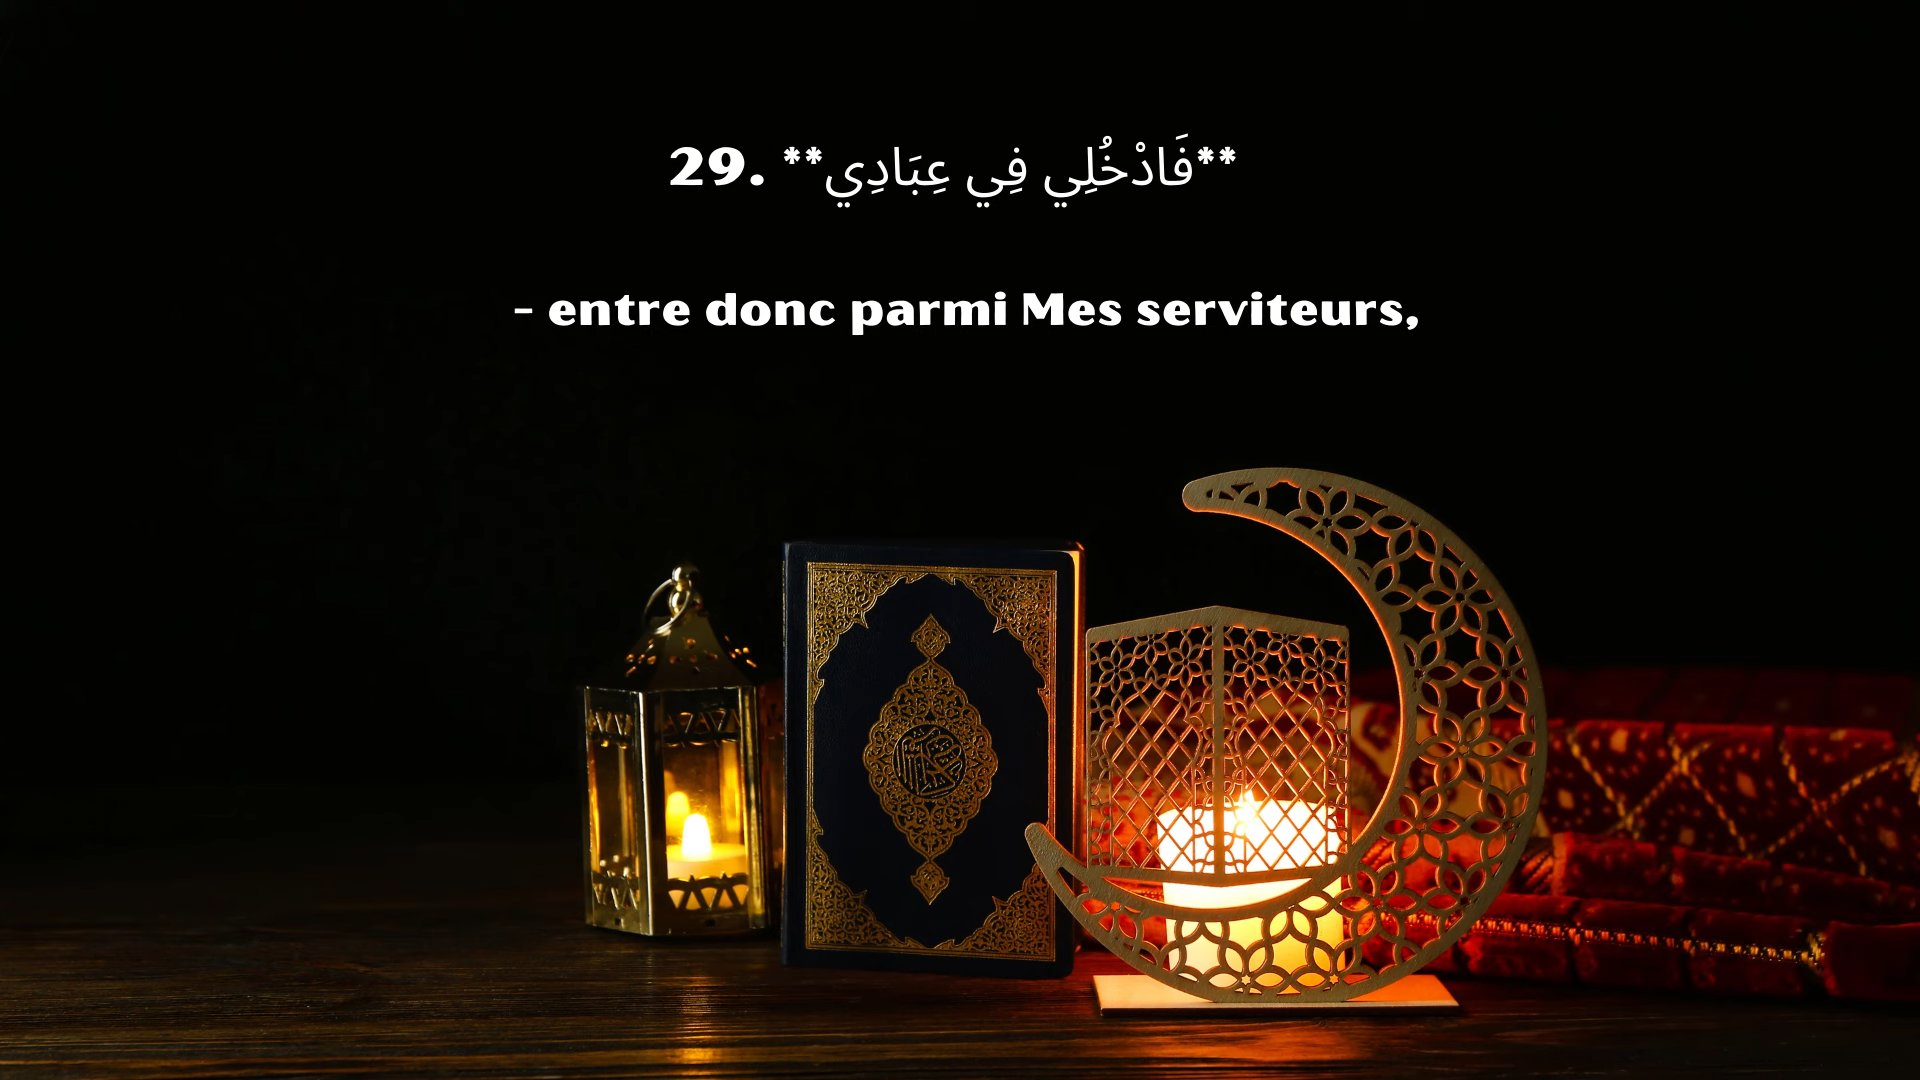 29. **فَادْخُلِي فِي عِبَادِي**
- entre donc parmi Mes serviteurs,